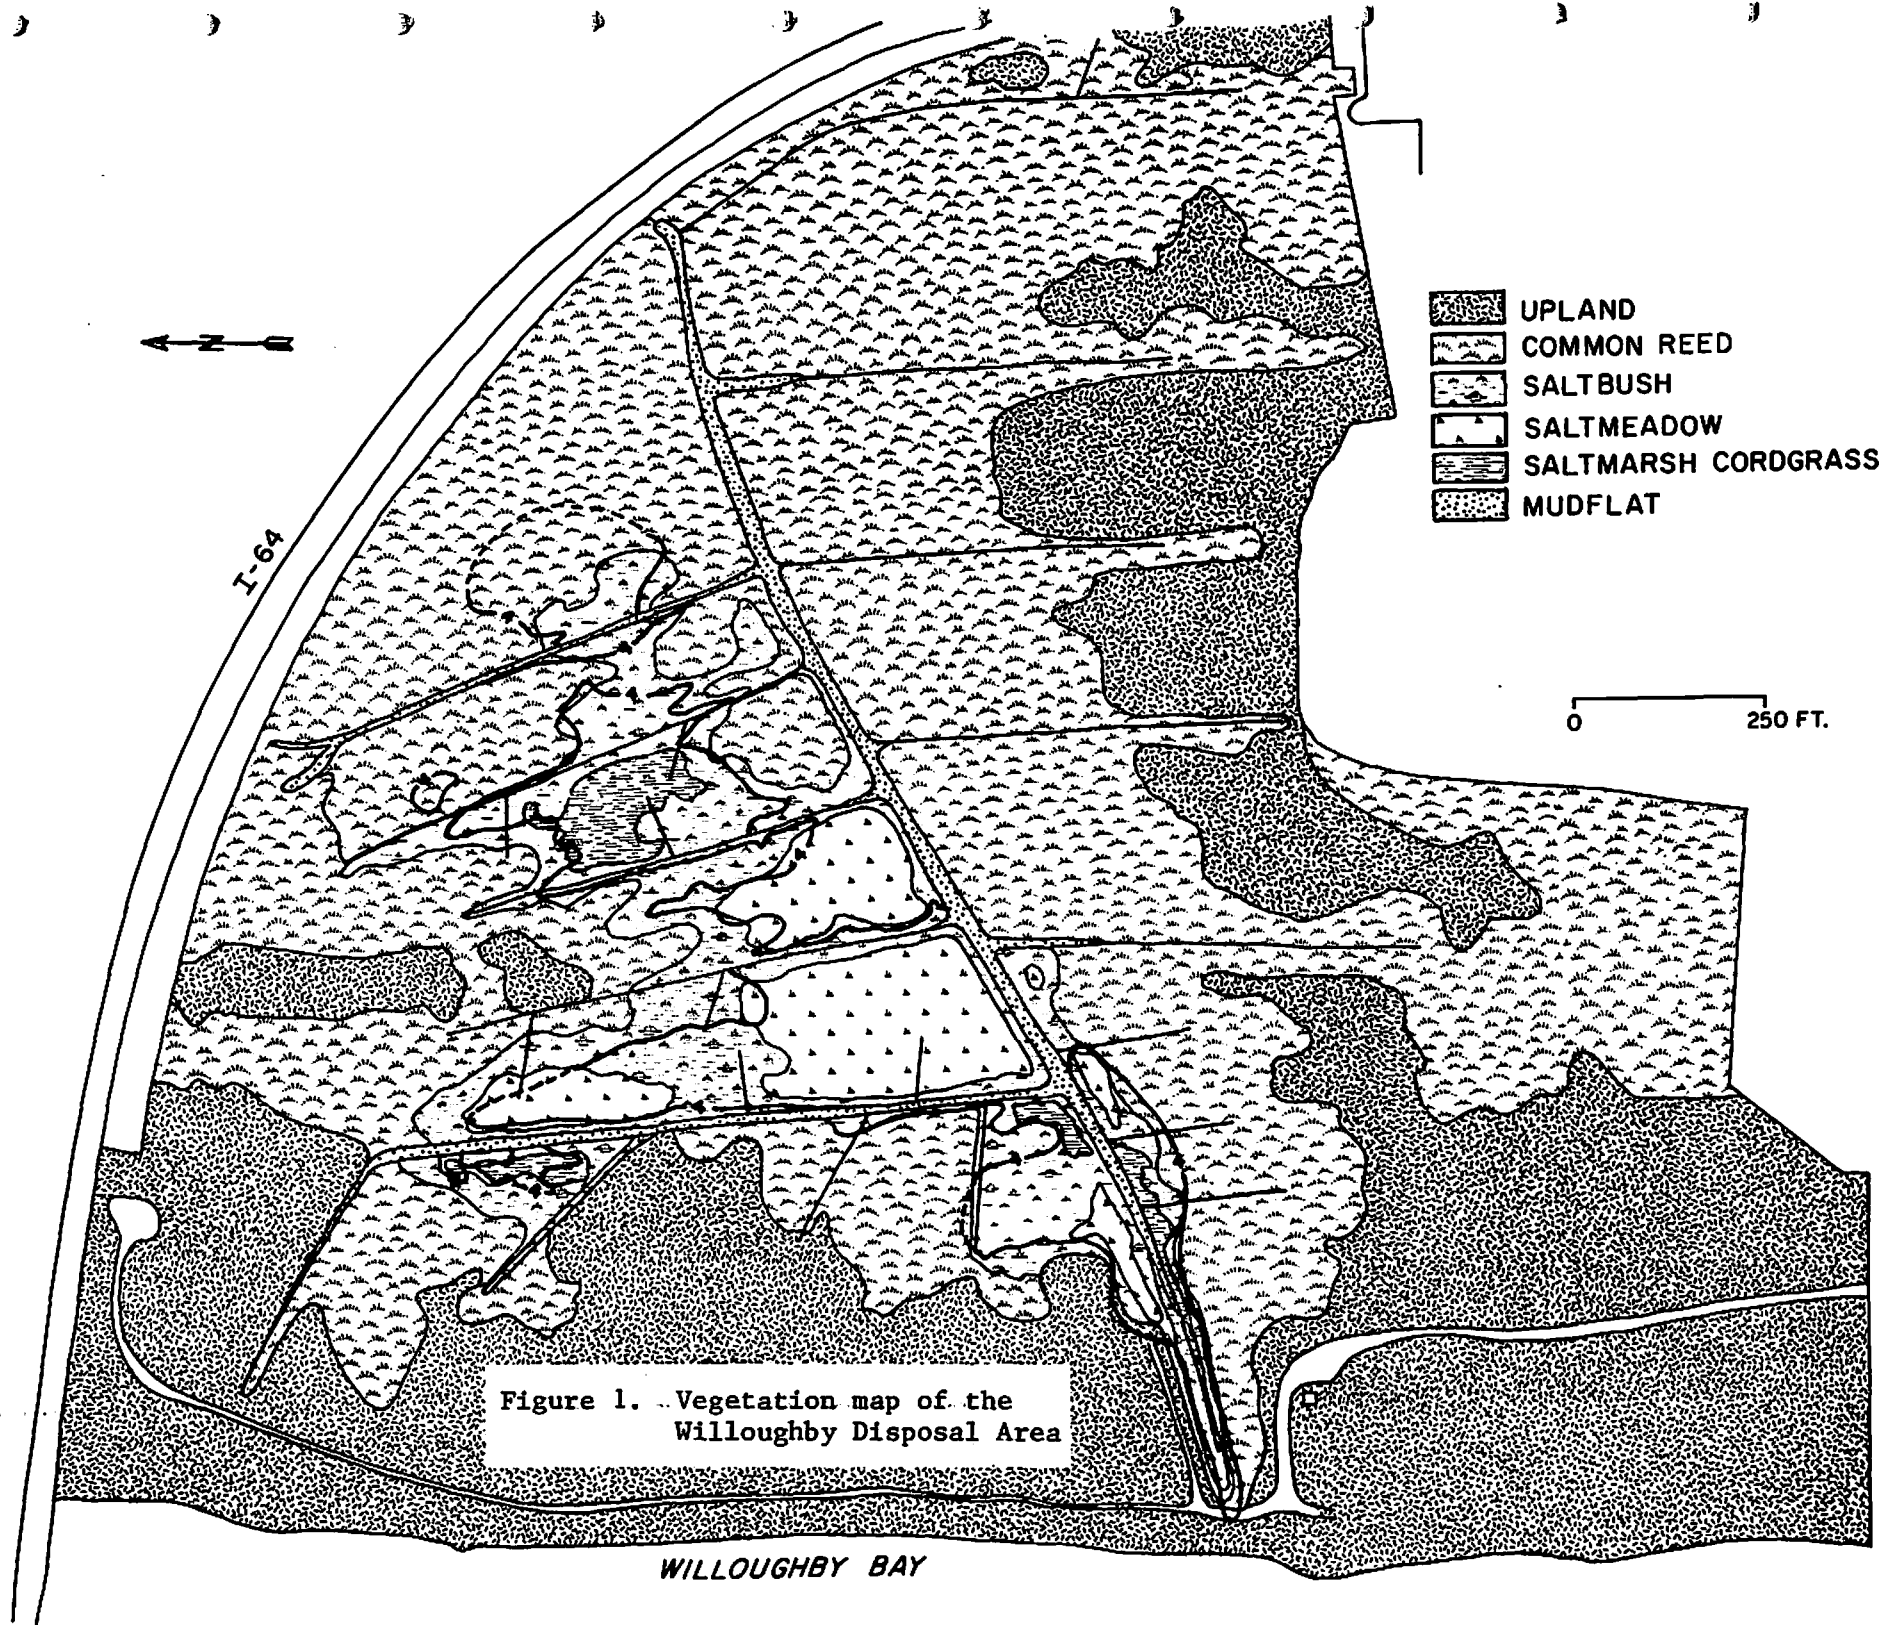 I-64
N
UPLAND
COMMON REED
SALTBUSH
SALTMEADOW
SALTMARSH CORDGRASS
MUDFLAT
0 250 FT.
Figure 1. Vegetation map of the
Willoughby Disposal Area
WILLOUGHBY BAY